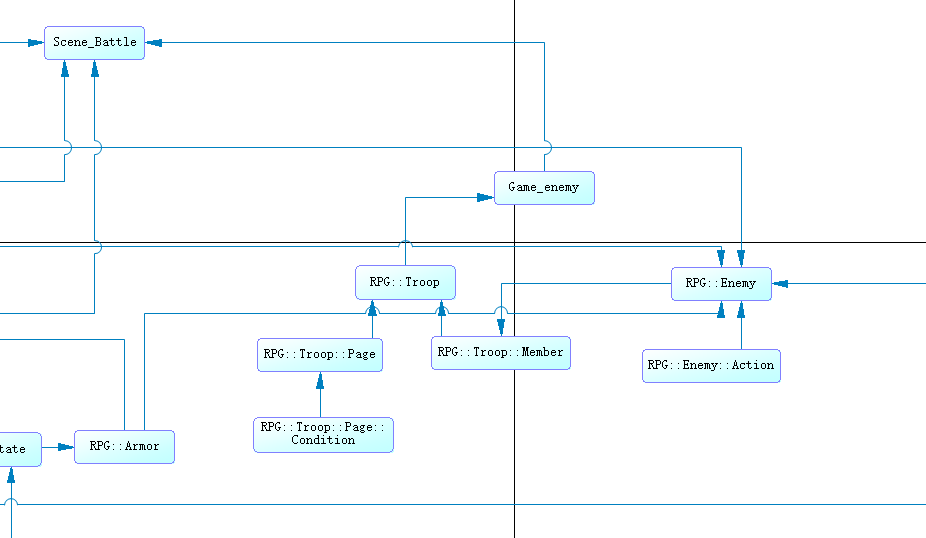 Scene_Battle
Game_enemy
RPG::Troop
RPG::Enemy
RPG::Troop::Page
RPG::Troop::Member
RPG::Enemy::Action
RPG::Troop::Page::
Condition
tate
RPG::Armor